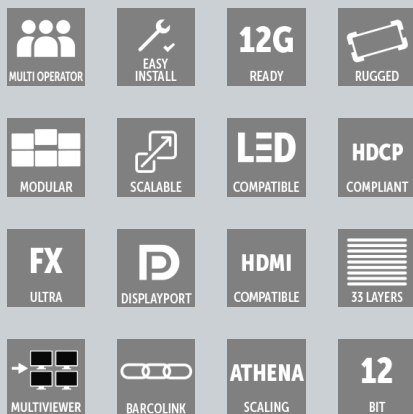 MULTI OPERATOR
EASY
INSTALL
12G
READY
RUGGED
MODULAR
SCALABLE
LED
COMPATIBLE
HDCP
COMPLIANT
FX
ULTRA
DISPLAYPORT
HDMI
COMPATIBLE
33 LAYERS
MULTIVIEWER
BARCOLINK
ATHENA
SCALING
12
BIT